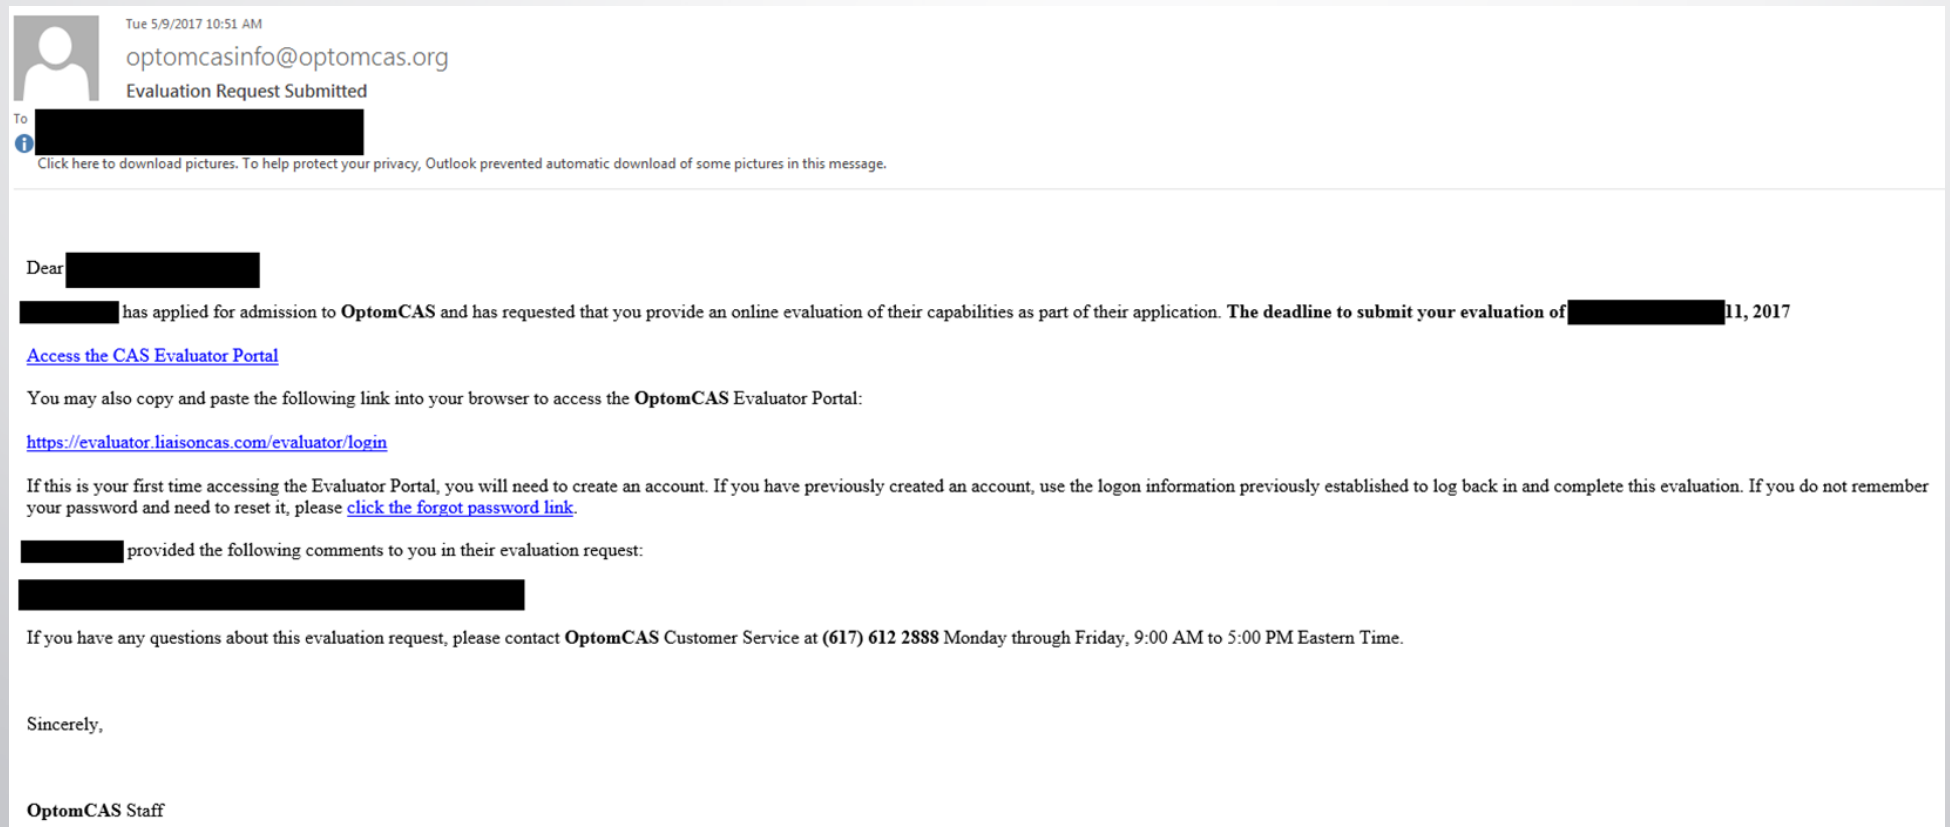 Tue 5/9/2017 10:51 AM
optomcasinfo@optomcas.org
Evaluation Request Submitted
To
Click here to download pictures. To help protect your privacy, Outlook prevented automatic download of some pictures in this message.
Dear
has applied for admission to OptomCAS and has requested that you provide an online evaluation of their capabilities as part of their application. The deadline to submit your evaluation of 11, 2017
Access the CAS Evaluator Portal
You may also copy and paste the following link into your browser to access the OptomCAS Evaluator Portal:
https://evaluator.liaisoncas.com/evaluator/login
If this is your first time accessing the Evaluator Portal, you will need to create an account. If you have previously created an account, use the logon information previously established to log back in and complete this evaluation. If you do not remember
your password and need to reset it, please click the forgot password link.
provided the following comments to you in their evaluation request:
If you have any questions about this evaluation request, please contact OptomCAS Customer Service at (617) 612 2888 Monday through Friday, 9:00 AM to 5:00 PM Eastern Time.
Sincerely,
OptomCAS Staff